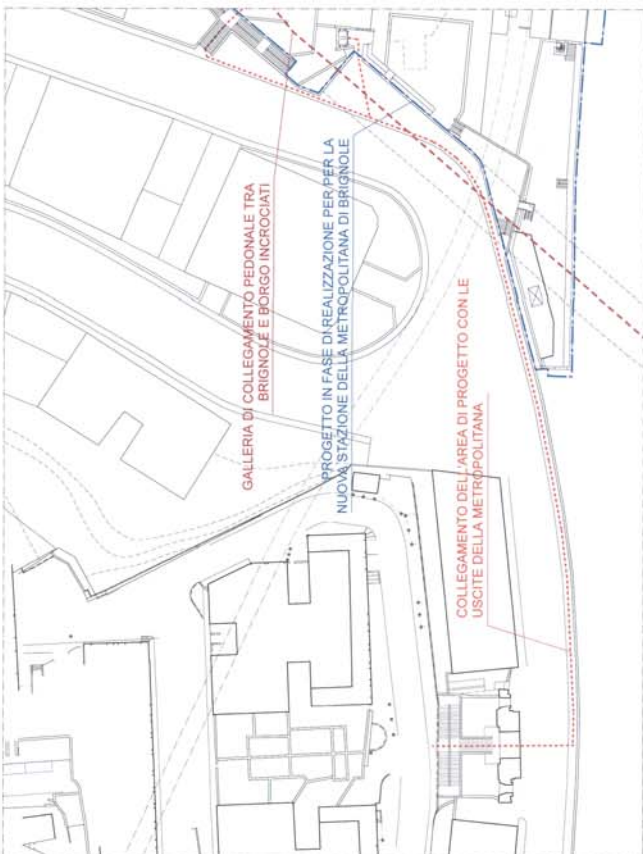 GALLERIA DI COLLEGAMENTO PEDONALE TRA
BRIGNOLE E BORGO INCROCIATI
PROGETTO IN FASE DI REALIZZAZIONE PER PER LA
NUOVA STAZIONE DELLA METROPOLITANA DI BRIGNOLE
COLLEGAMENTO DELL'AREA DI PROGETTO CON LE
USCITE DELLA METROPOLITANA